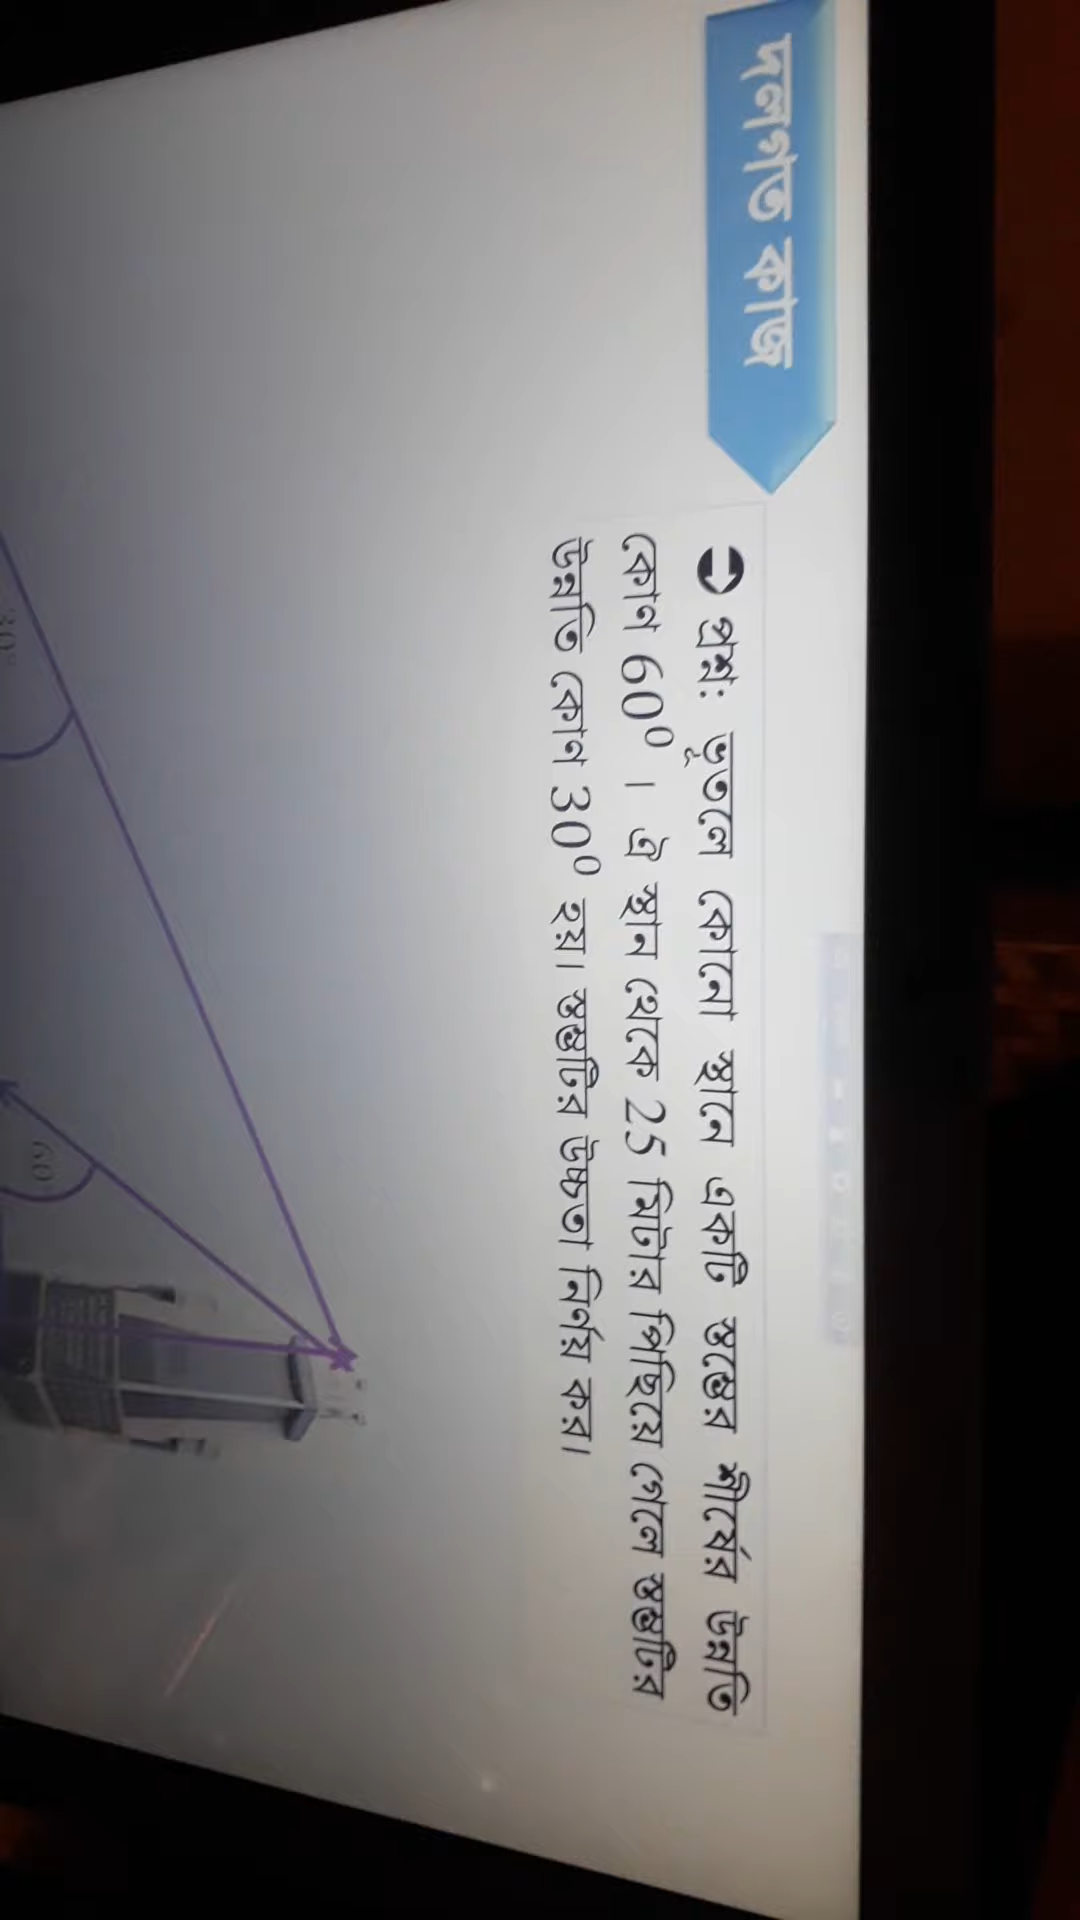 দলগত কাজ
প্রশ্ন: ভূতলে কোনো স্থানে একটি স্তম্ভের শীর্ষের উন্নতি
কোণ 60⁰ । ঐ স্থান থেকে 25 মিটার পিছিয়ে গেলে স্তম্ভটির
উন্নতি কোণ 30⁰ হয়। স্তম্ভটির উচ্চতা নির্ণয় কর।
30°
60